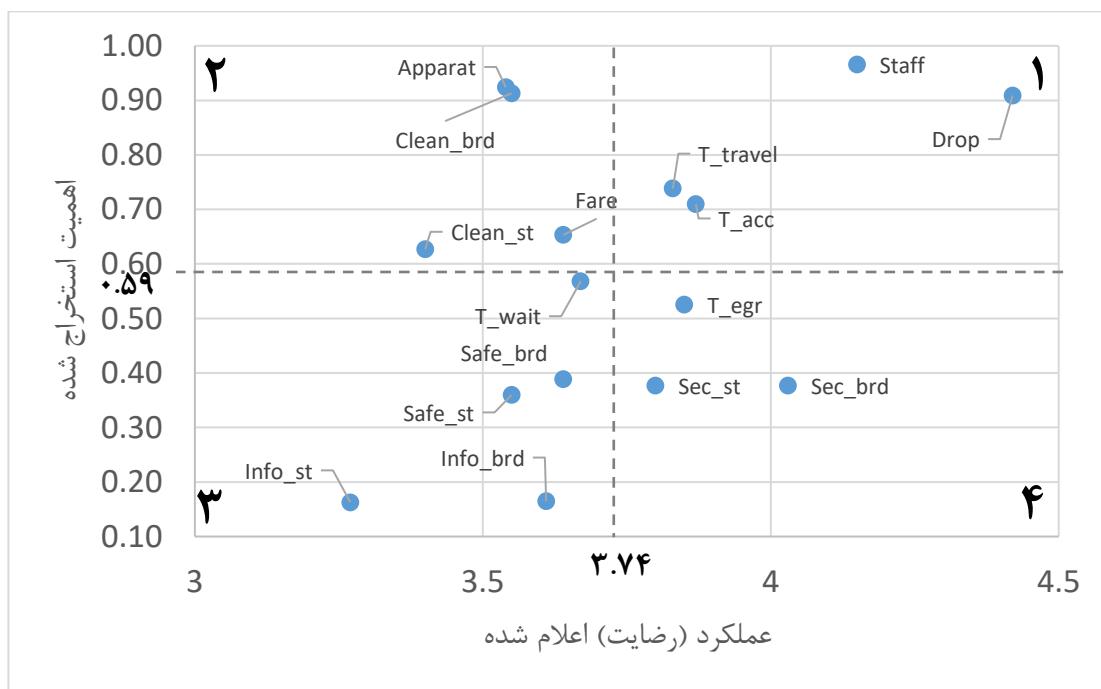 اهمیت استخراج شده
1.00
0.90
0.80
0.70
0.60
۰.۵۹
0.50
0.40
0.30
0.20
0.10
۲
۱
Apparat
Staff
Clean_brd
Drop
T_travel
Fare
T_acc
Clean_st
T_wait
T_egr
Safe_brd
Sec_st
Sec_brd
Safe_st
Info_st
Info_brd
۳
۴
3
3.5
۳.۷۴
4
4.5
عملکرد (رضایت) اعلام شده